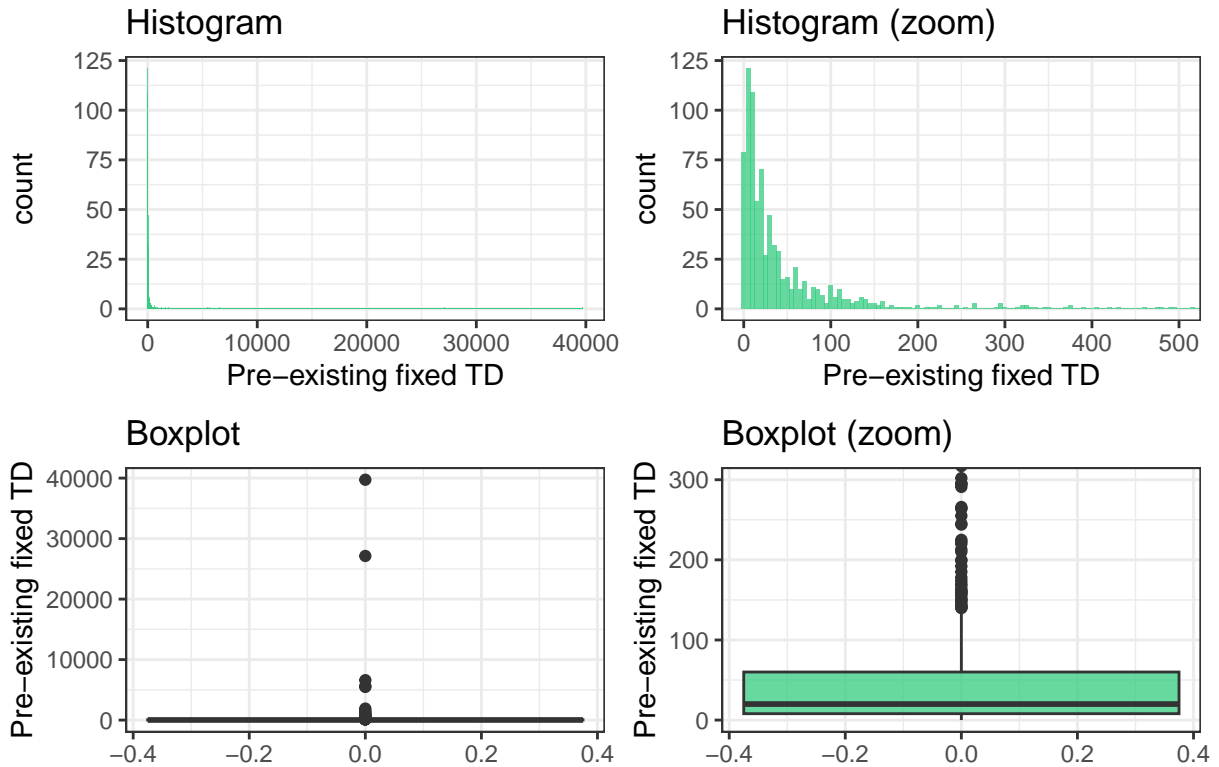 Histogram
125
100
75
50
25
0
count
0 10000 20000 30000 40000
Pre−existing fixed TD
Histogram (zoom)
125
100
75
50
25
0
count
0 100 200 300 400 500
Pre−existing fixed TD
Boxplot
40000
30000
20000
10000
0
Pre−existing fixed TD
−0.4 −0.2 0.0 0.2 0.4
Boxplot (zoom)
300
200
100
0
Pre−existing fixed TD
−0.4 −0.2 0.0 0.2 0.4